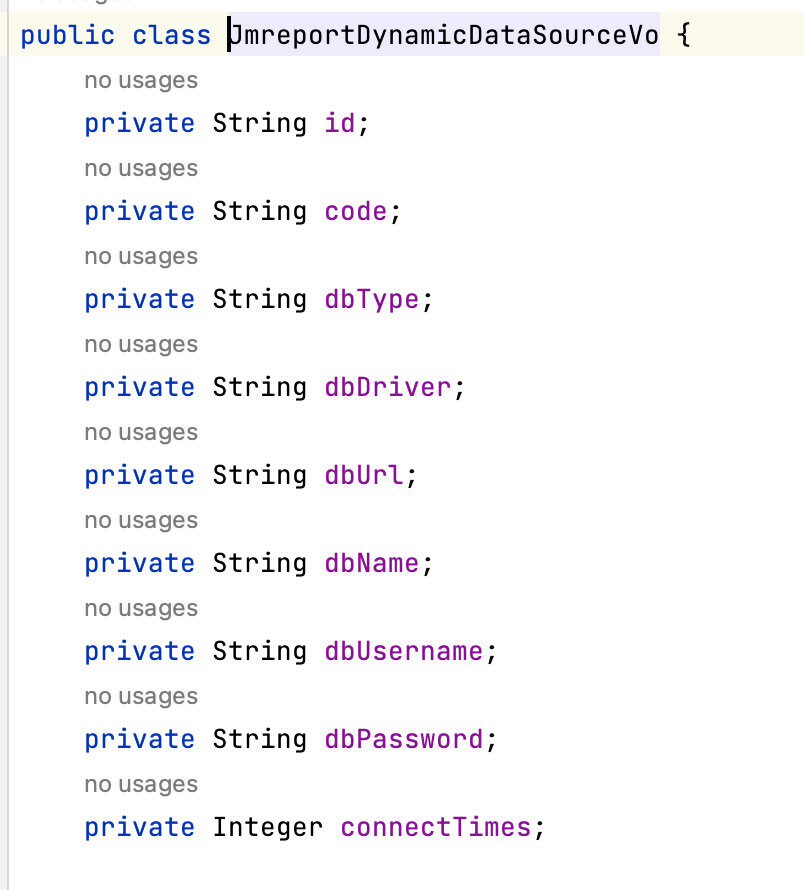 public class JmreportDynamicDataSourceVo {
no usages
private String id;
no usages
private String code;
no usages
private String dbType;
no usages
private String dbDriver;
no usages
private String dbUrl;
no usages
private String dbName;
no usages
private String dbUsername;
no usages
private String dbPassword;
no usages
private Integer connectTimes;